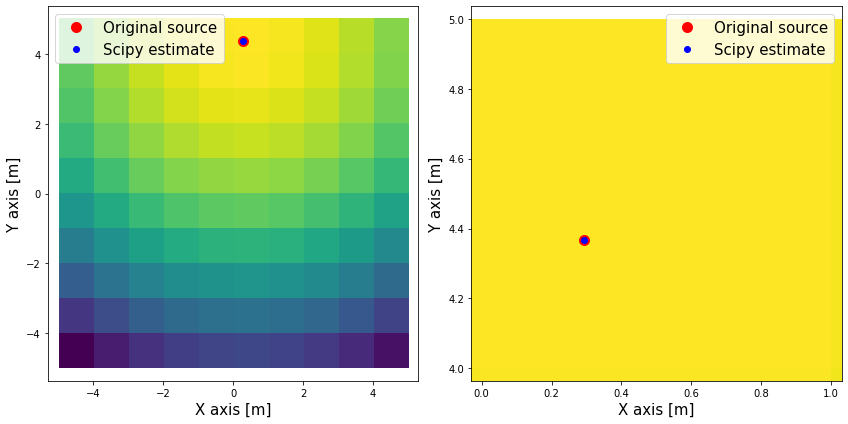 Original source
Scipy estimate
4
2
0
−2
−4
Y axis [m]
−4
−2
0
2
4
X axis [m]
Original source
Scipy estimate
5.0
4.8
4.6
4.4
4.2
4.0
Y axis [m]
0.0
0.2
0.4
0.6
0.8
1.0
X axis [m]